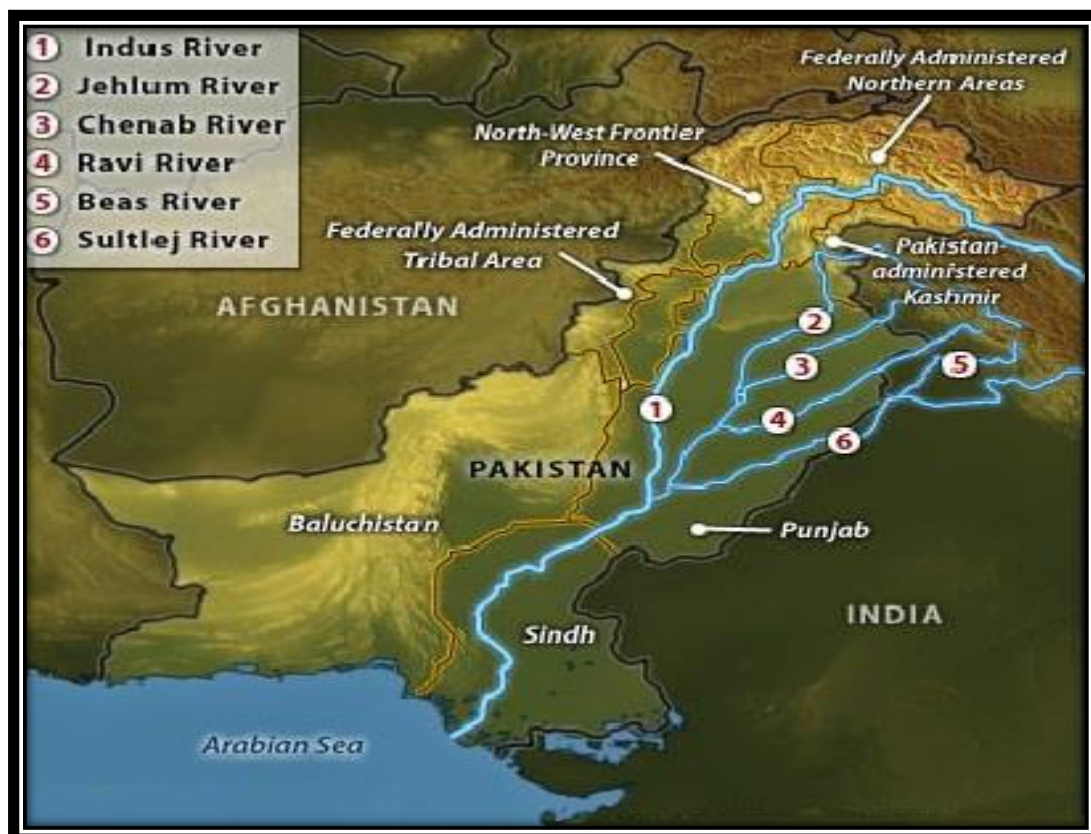 1 Indus River
2 Jehlum River
3 Chenab River
4 Ravi River
5 Beas River
6 Sultlej River
Federally Administered
Northern Areas
North-West Frontier
Province
Federally Administered
Tribal Area
Pakistan-
administered
Kashmir
AFGHANISTAN
2
3
5
1
4
6
PAKISTAN
Baluchistan
Punjab
INDIA
Sindh
Arabian Sea